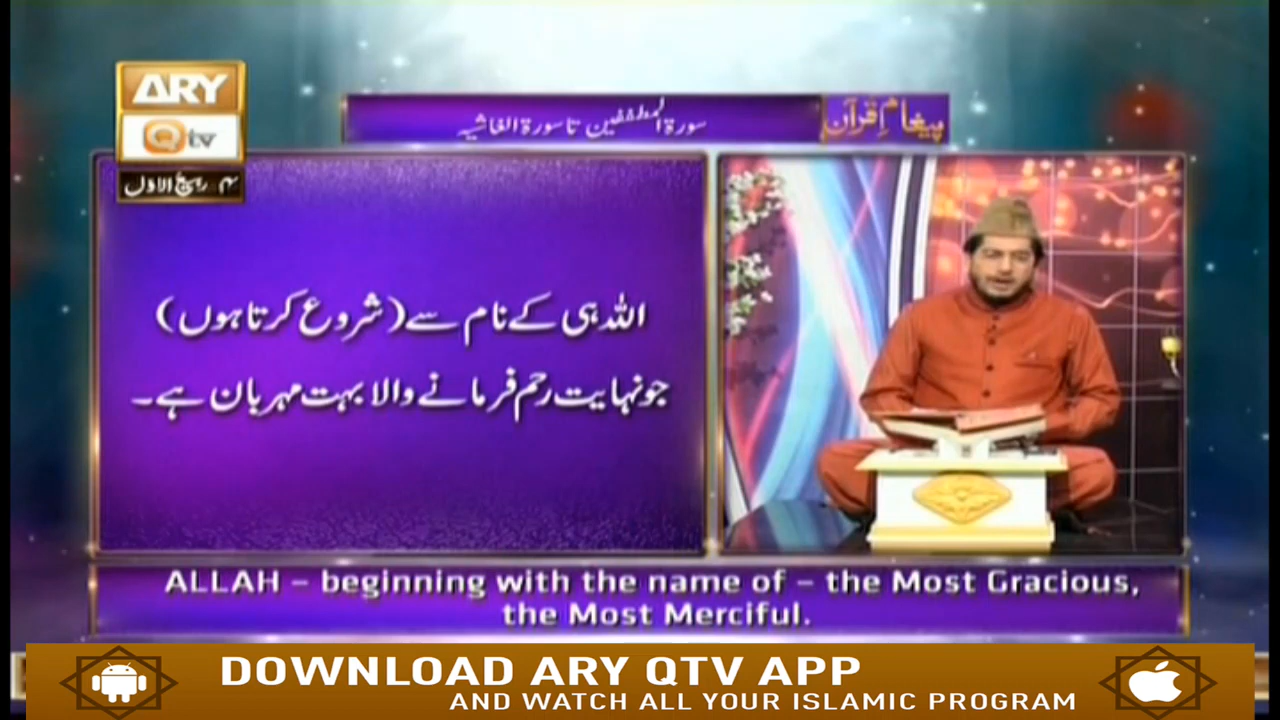 ARY
Qtv
۴ ربیع الاول
پیغامِ قرآن
سورۃ المطففین تا سورۃ الغاشیہ
اللہ ہی کے نام سے (شروع کرتا ہوں)
جو نہایت رحم فرمانے والا بہت مہربان ہے۔
ALLAH – beginning with the name of – the Most Gracious,
the Most Merciful.
DOWNLOAD ARY QTV APP
AND WATCH ALL YOUR ISLAMIC PROGRAM